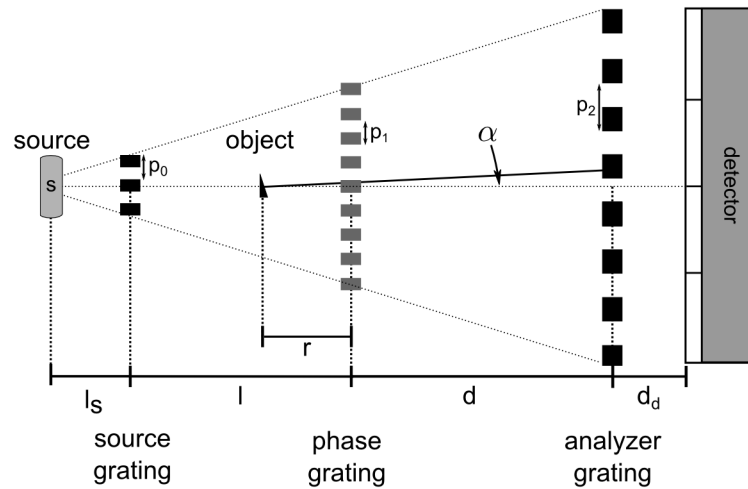 source
s
p0
object
p1
α
p2
detector
r
ls
l
d
dd
source
grating
phase
grating
analyzer
grating